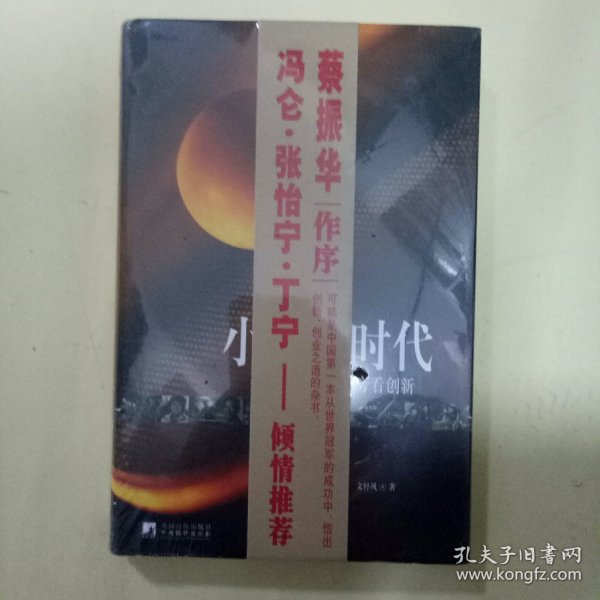 蔡振华｜作序｜
可能是中国第一本从世界冠军的成功中，悟出
创新、创业之道的杂书。
冯仑·张怡宁·丁宁——倾情推荐
小
时代
看创新
著
孔夫子旧书网
www.kongfz.com